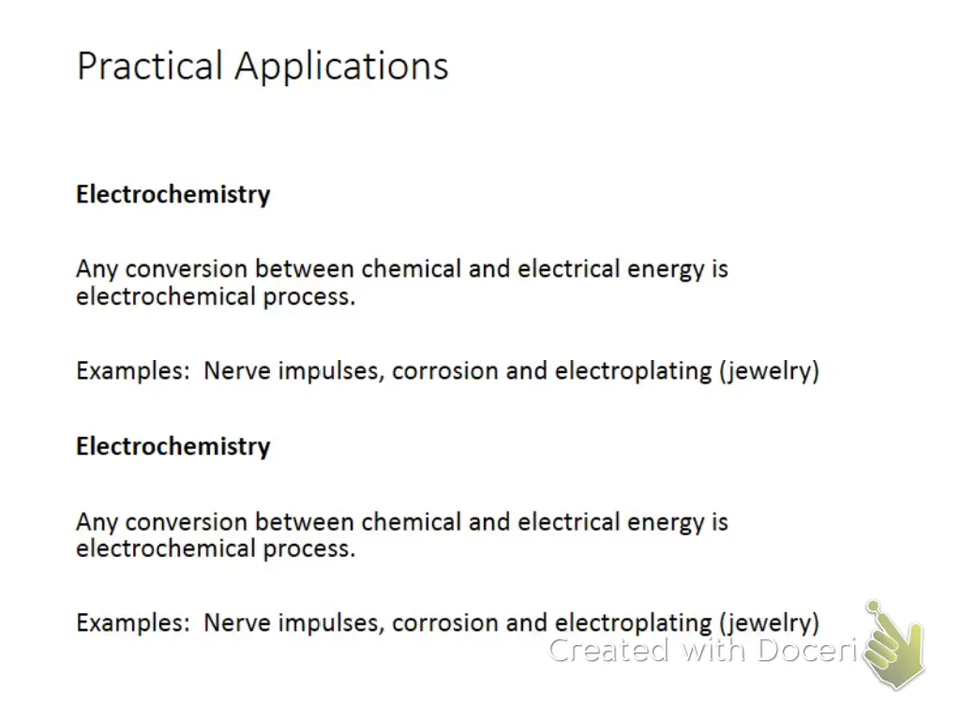 Practical Applications
Electrochemistry
Any conversion between chemical and electrical energy is
electrochemical process.
Examples:  Nerve impulses, corrosion and electroplating (jewelry)
Electrochemistry
Any conversion between chemical and electrical energy is
electrochemical process.
Examples:  Nerve impulses, corrosion and electroplating (jewelry)
Created with Doceri